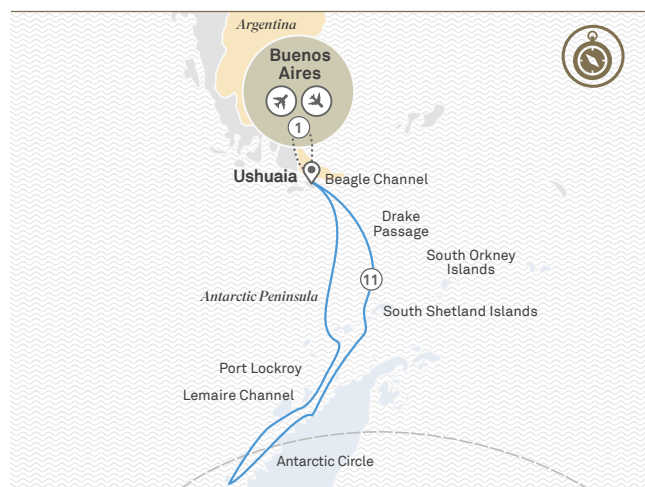 Argentina
Buenos
Aires
1
Ushuaia
Beagle Channel
Drake
Passage
South Orkney
Islands
11
Antarctic Peninsula
South Shetland Islands
Port Lockroy
Lemaire Channel
Antarctic Circle